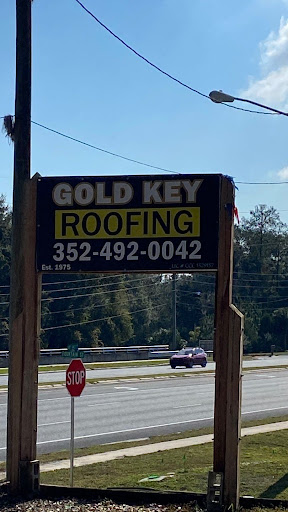 GOLD KEY
ROOFING
352-492-0042
Est. 1975
STOP